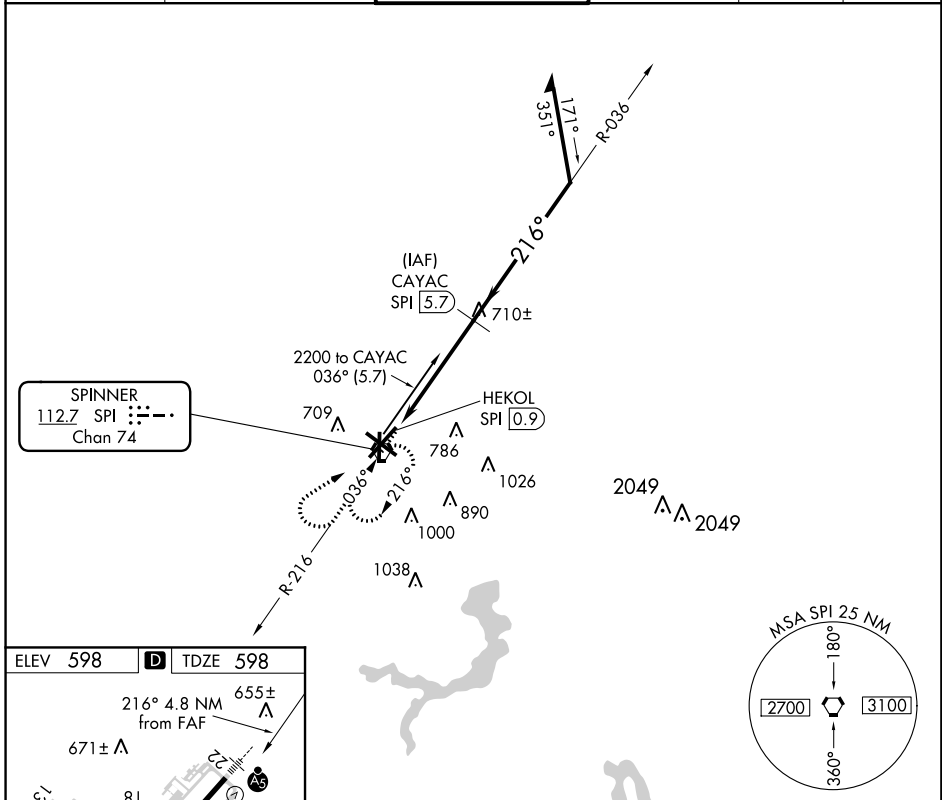 171°
351°
R-036
216°
(IAF)
CAYAC
SPI 5.7
710±
2200 to CAYAC
036° (5.7)
SPINNER
112.7 SPI
Chan 74
HEKOL
SPI 0.9
709
786
1026
036°
216°
890
1000
2049
2049
1038
R-216
MSA SPI 25 NM
180°
2700
3100
360°
ELEV 598
D
TDZE 598
216° 4.8 NM
from FAF
655±
671±
22
A5
V
13
18